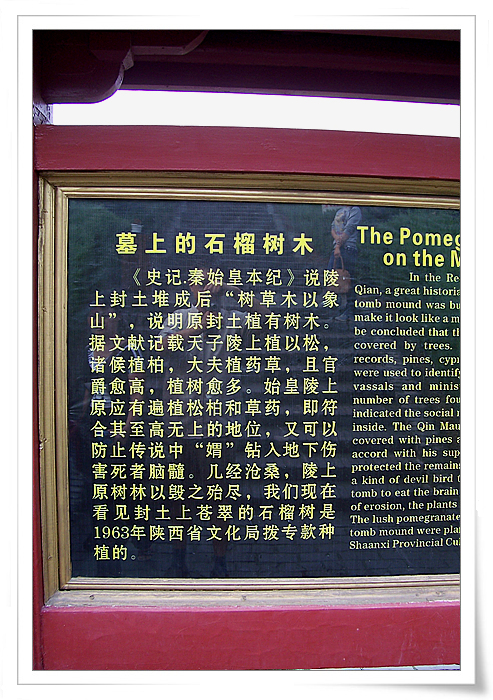 墓上的石榴树木
《史记.秦始皇本纪》说陵
上封土堆成后“树草木以象
山”，说明原封土植有树木。
据文献记载天子陵上植以松，
诸候植柏，大夫植药草，且官
爵愈高，植树愈多。始皇陵上
原应有遍植松柏和草药，即符
合其至高无上的地位，又可以
防止传说中“媦”钻入地下伤
害死者脑髓。几经沧桑，陵上
原树林以毁之殆尽，我们现在
看见封土上苍翠的石榴树是
1963年陕西省文化局拨专款种
植的。
The Pomeg
on the M
In the Re
Qian, a great historia
tomb mound was bu
make it look like a m
be concluded that th
covered by trees.
records, pines, cyp
were used to identify
vassals and minis
number of trees fou
indicated the social r
inside. The Qin Mau
covered with pines a
accord with his sup
protected the remain
a kind of devil bird
tomb to eat the brain
of erosion, the plants
The lush pomegranate
tomb mound were plan
Shaanxi Provincial Cul